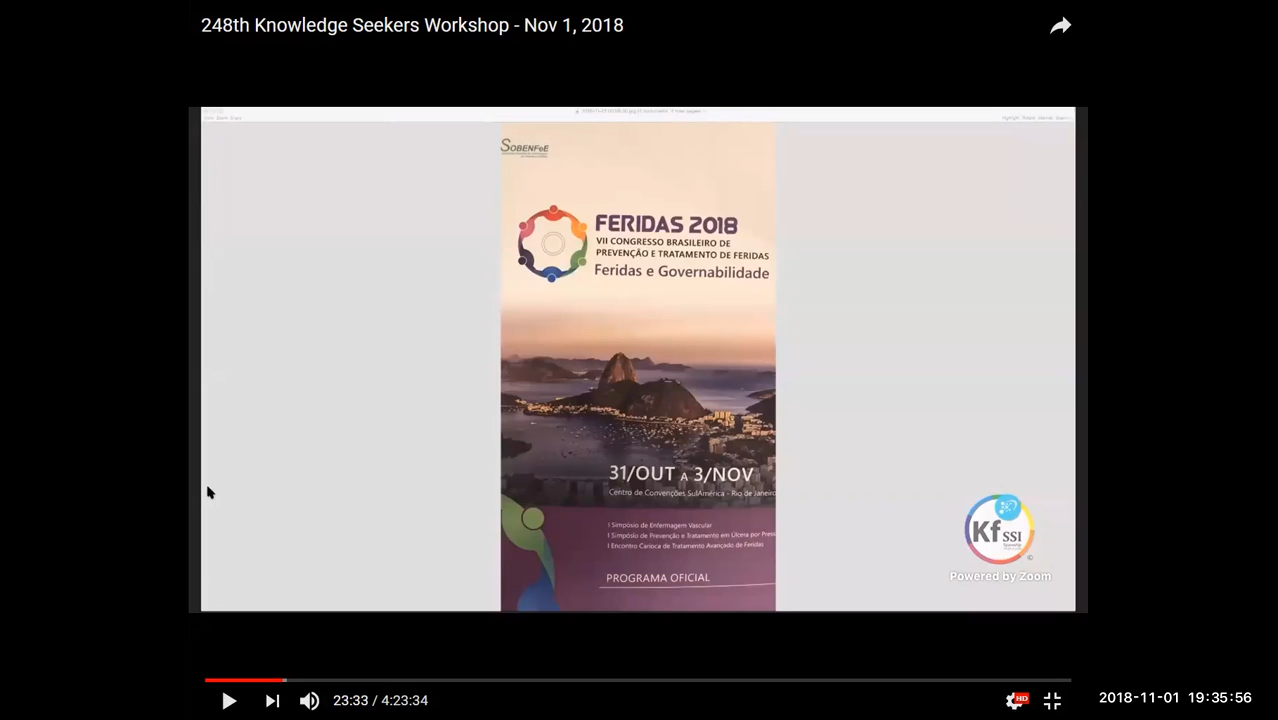 248th Knowledge Seekers Workshop - Nov 1, 2018
SOBENFeE
FERIDAS 2018
VII CONGRESSO BRASILEIRO DE
PREVENÇÃO E TRATAMENTO DE FERIDAS
Feridas e Governabilidade
31/OUT A 3/NOV
Centro de Convenções SulAmérica - Rio de Janeiro
I Simpósio de Enfermagem Vascular
I Simpósio de Prevenção e Tratamento em Úlcera por Press
I Encontro Carioca de Tratamento Avançado de Feridas
PROGRAMA OFICIAL
Kf SSI
©
Powered by Zoom
23:33 / 4:23:34
HD
2018-11-01 19:35:56